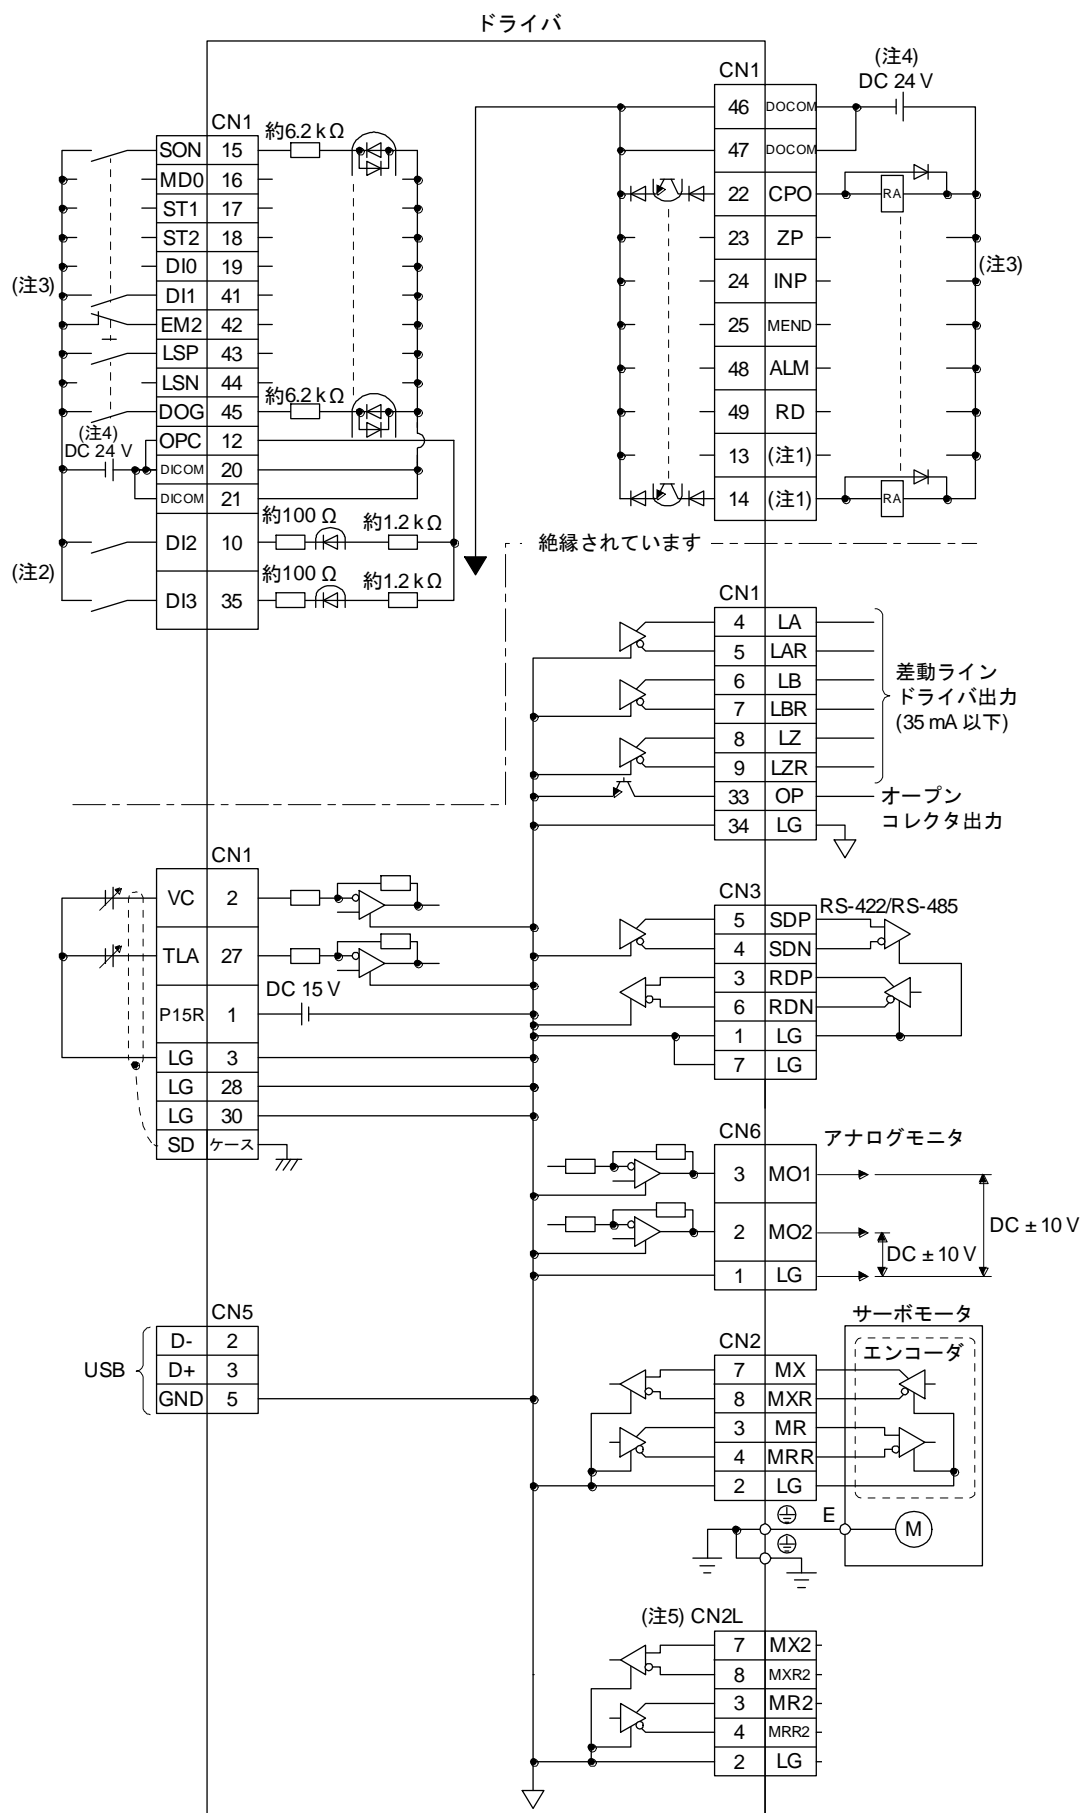 ドライバ
CN1
約6.2 kΩ
SON 15
MD0 16
ST1 17
ST2 18
DI0 19
(注3)
DI1 41
EM2 42
LSP 43
LSN 44
DOG 45
約6.2 kΩ
(注4)
DC 24 V
OPC 12
DICOM 20
DICOM 21
約100 Ω
約1.2 kΩ
DI2 10
(注2)
約100 Ω
約1.2 kΩ
DI3 35
CN1
(注4)
DC 24 V
46 DOCOM
47 DOCOM
22 CPO
RA
23 ZP
(注3)
24 INP
25 MEND
48 ALM
49 RD
13 (注1)
14 (注1)
RA
絶縁されています
CN1
4 LA
5 LAR
6 LB
7 LBR
8 LZ
9 LZR
差動ライン
ドライバ出力
(35 mA 以下)
33 OP
34 LG
オープン
コレクタ出力
CN1
VC 2
TLA 27
DC 15 V
P15R 1
LG 3
LG 28
LG 30
SD ケース
CN3
RS-422/RS-485
5 SDP
4 SDN
3 RDP
6 RDN
1 LG
7 LG
CN6
アナログモニタ
3 MO1
2 MO2
1 LG
DC ± 10 V
DC ± 10 V
CN5
USB
D- 2
D+ 3
GND 5
サーボモータ
エンコーダ
CN2
7 MX
8 MXR
3 MR
4 MRR
2 LG
E
M
(注5) CN2L
7 MX2
8 MXR2
3 MR2
4 MRR2
2 LG